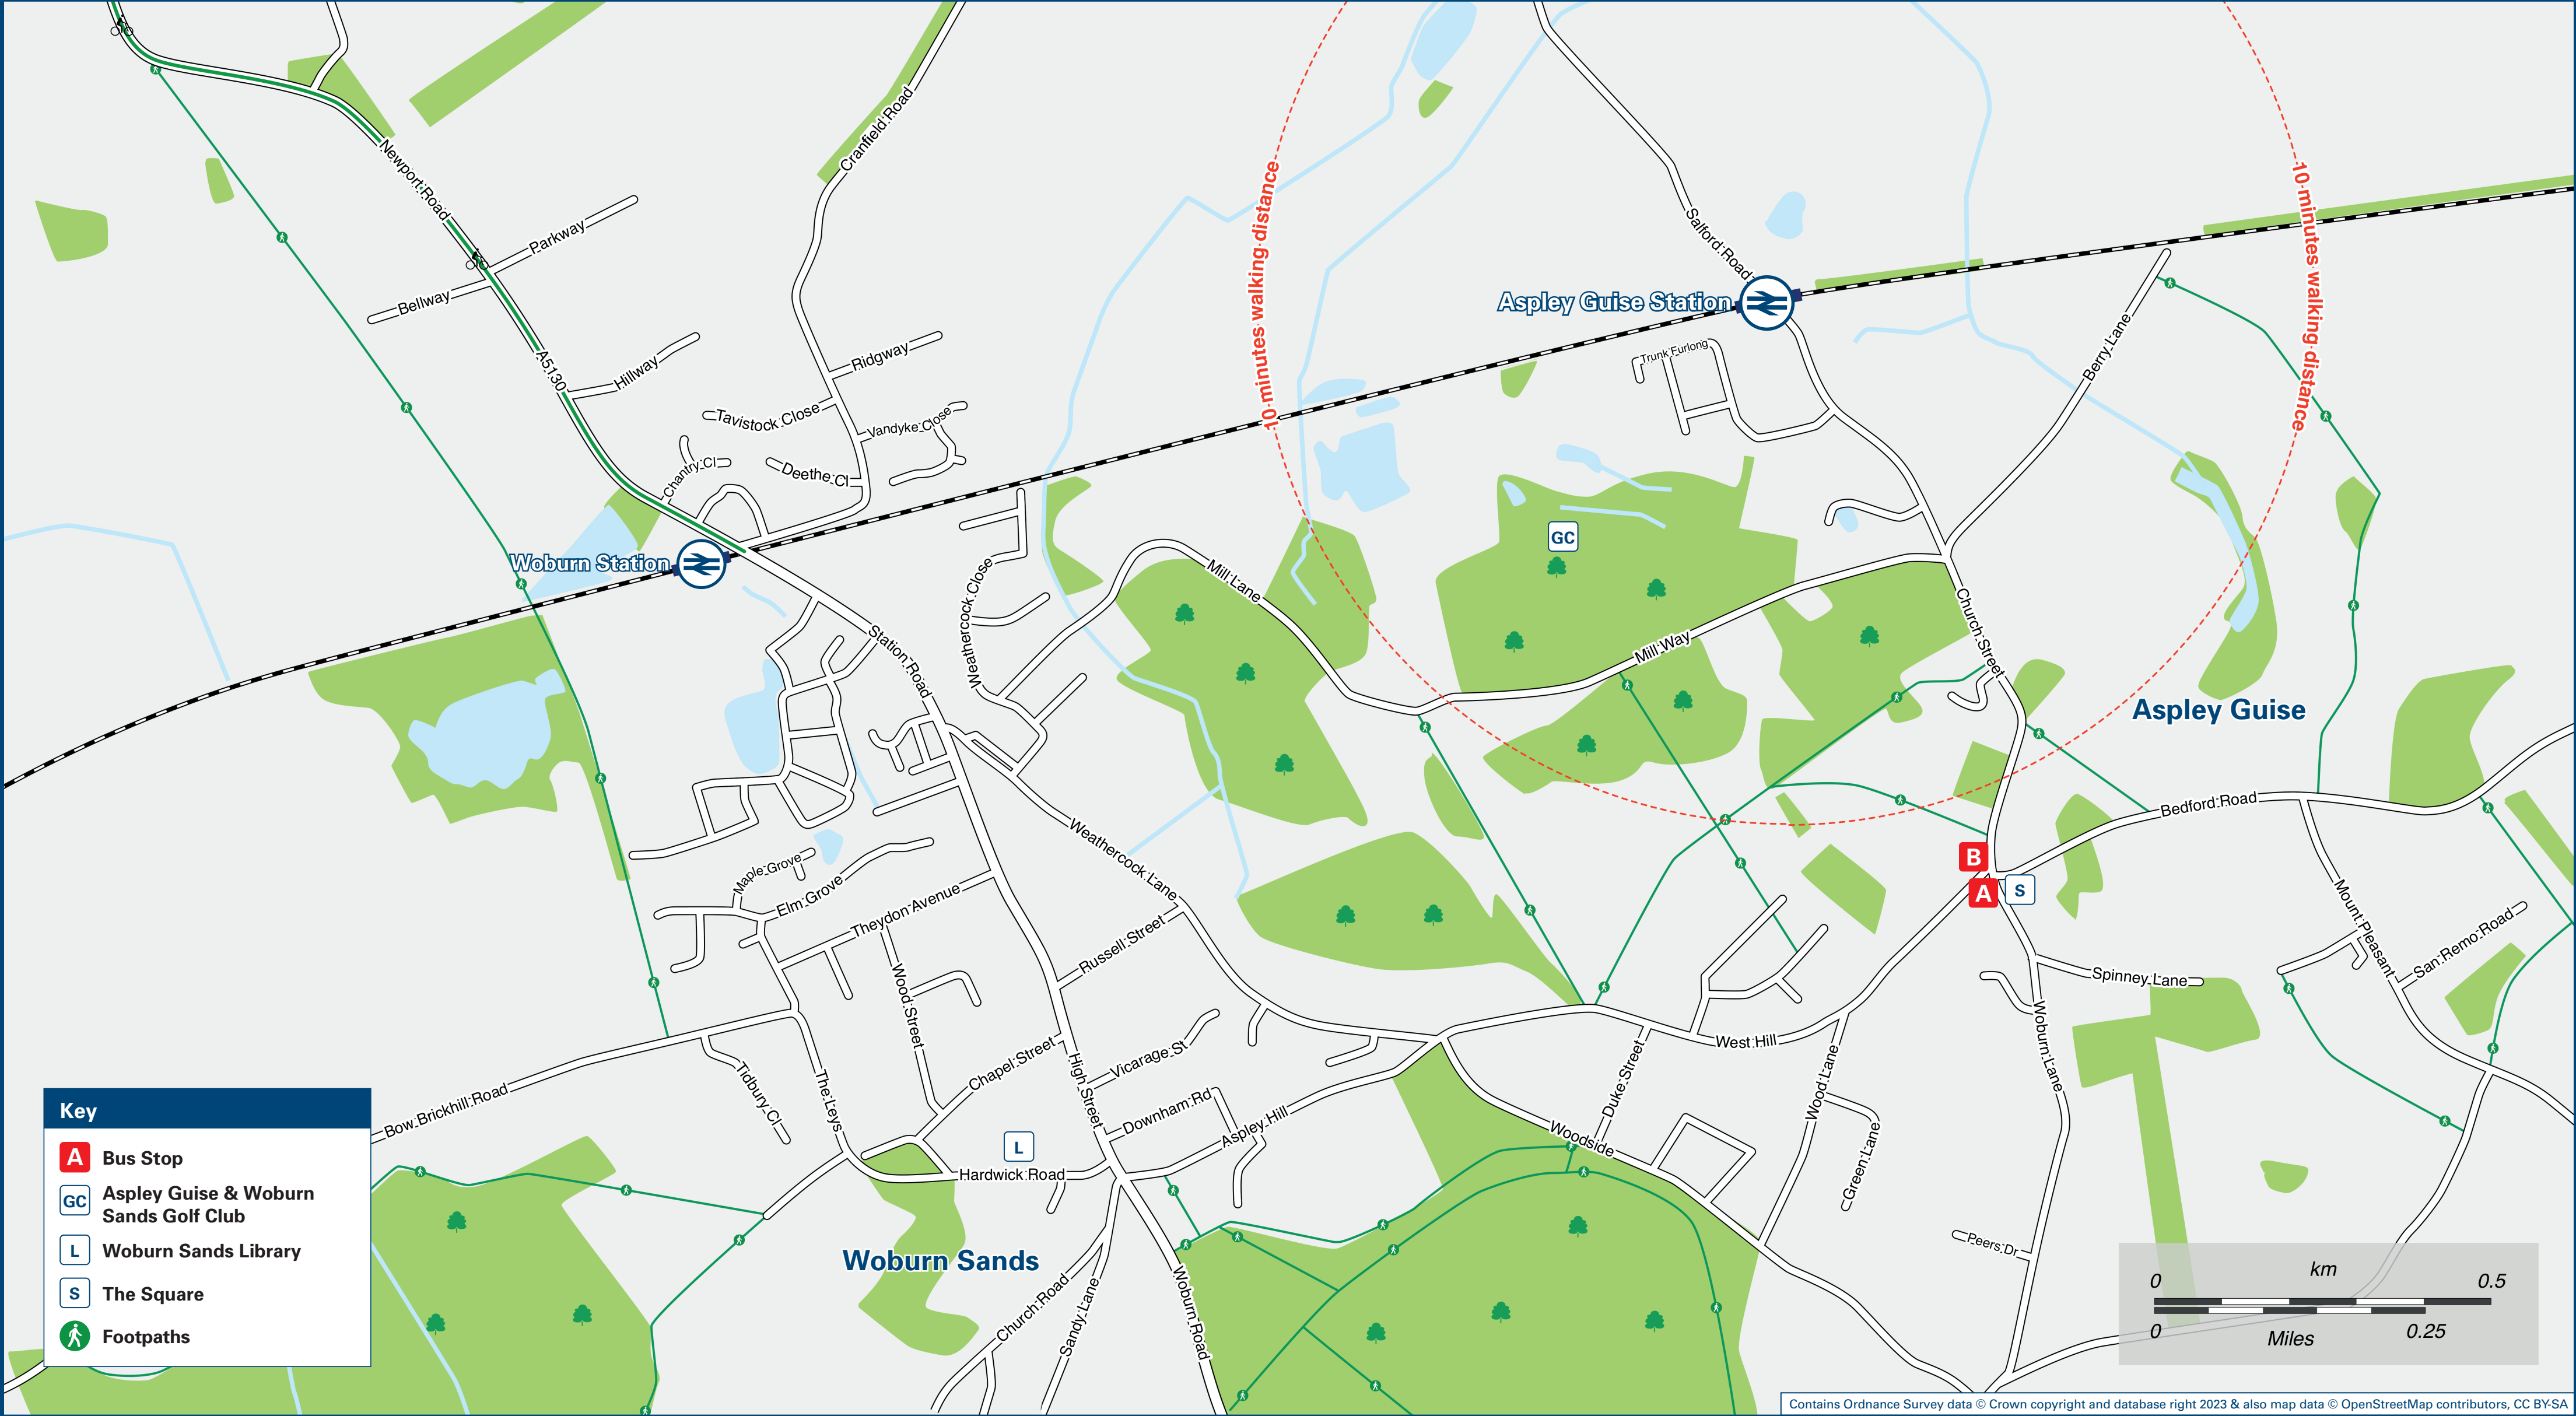 Newport Road
Cranfield Road
Parkway
Bellway
A5130
Hillway
Ridgway
Tavistock Close
Vandyke Close
Chantry Cl
Deethe Cl
Woburn Station
Station Road
Weathercock Close
Mill Lane
10 minutes walking distance
Salford Road
Aspley Guise Station
Trunk Furlong
10 minutes walking distance
Berry Lane
GC
Mill Way
Church Street
Aspley Guise
Bedford Road
B
A
S
Weathercock Lane
Maple Grove
Elm Grove
Theydon Avenue
Russell Street
Wood Street
Mount Pleasant
San Remo Road
Spinney Lane
Woburn Lane
West Hill
Duke Street
Wood Lane
Green Lane
Woodside
Peers Dr
Chapel Street
High Street
Vicarage St
Downham Rd
Aspley Hill
Tidbury Cl
The Leys
Bow Brickhill Road
L
Hardwick Road
Woburn Sands
Church Road
Sandy Lane
Woburn Road
Key
A Bus Stop
GC Aspley Guise & Woburn
Sands Golf Club
L Woburn Sands Library
S The Square
Footpaths
km
0 0.5
0 0.25
Miles
Contains Ordnance Survey data © Crown copyright and database right 2023 & also map data © OpenStreetMap contributors, CC BY-SA